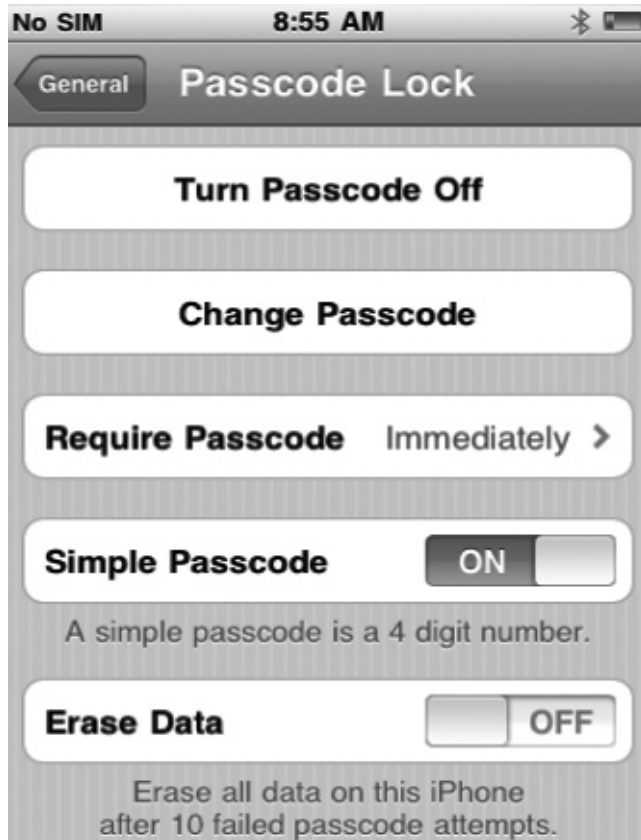 No SIM 8:55 AM
General Passcode Lock
Turn Passcode Off
Change Passcode
Require Passcode Immediately >
Simple Passcode ON
A simple passcode is a 4 digit number.
Erase Data OFF
Erase all data on this iPhone
after 10 failed passcode attempts.